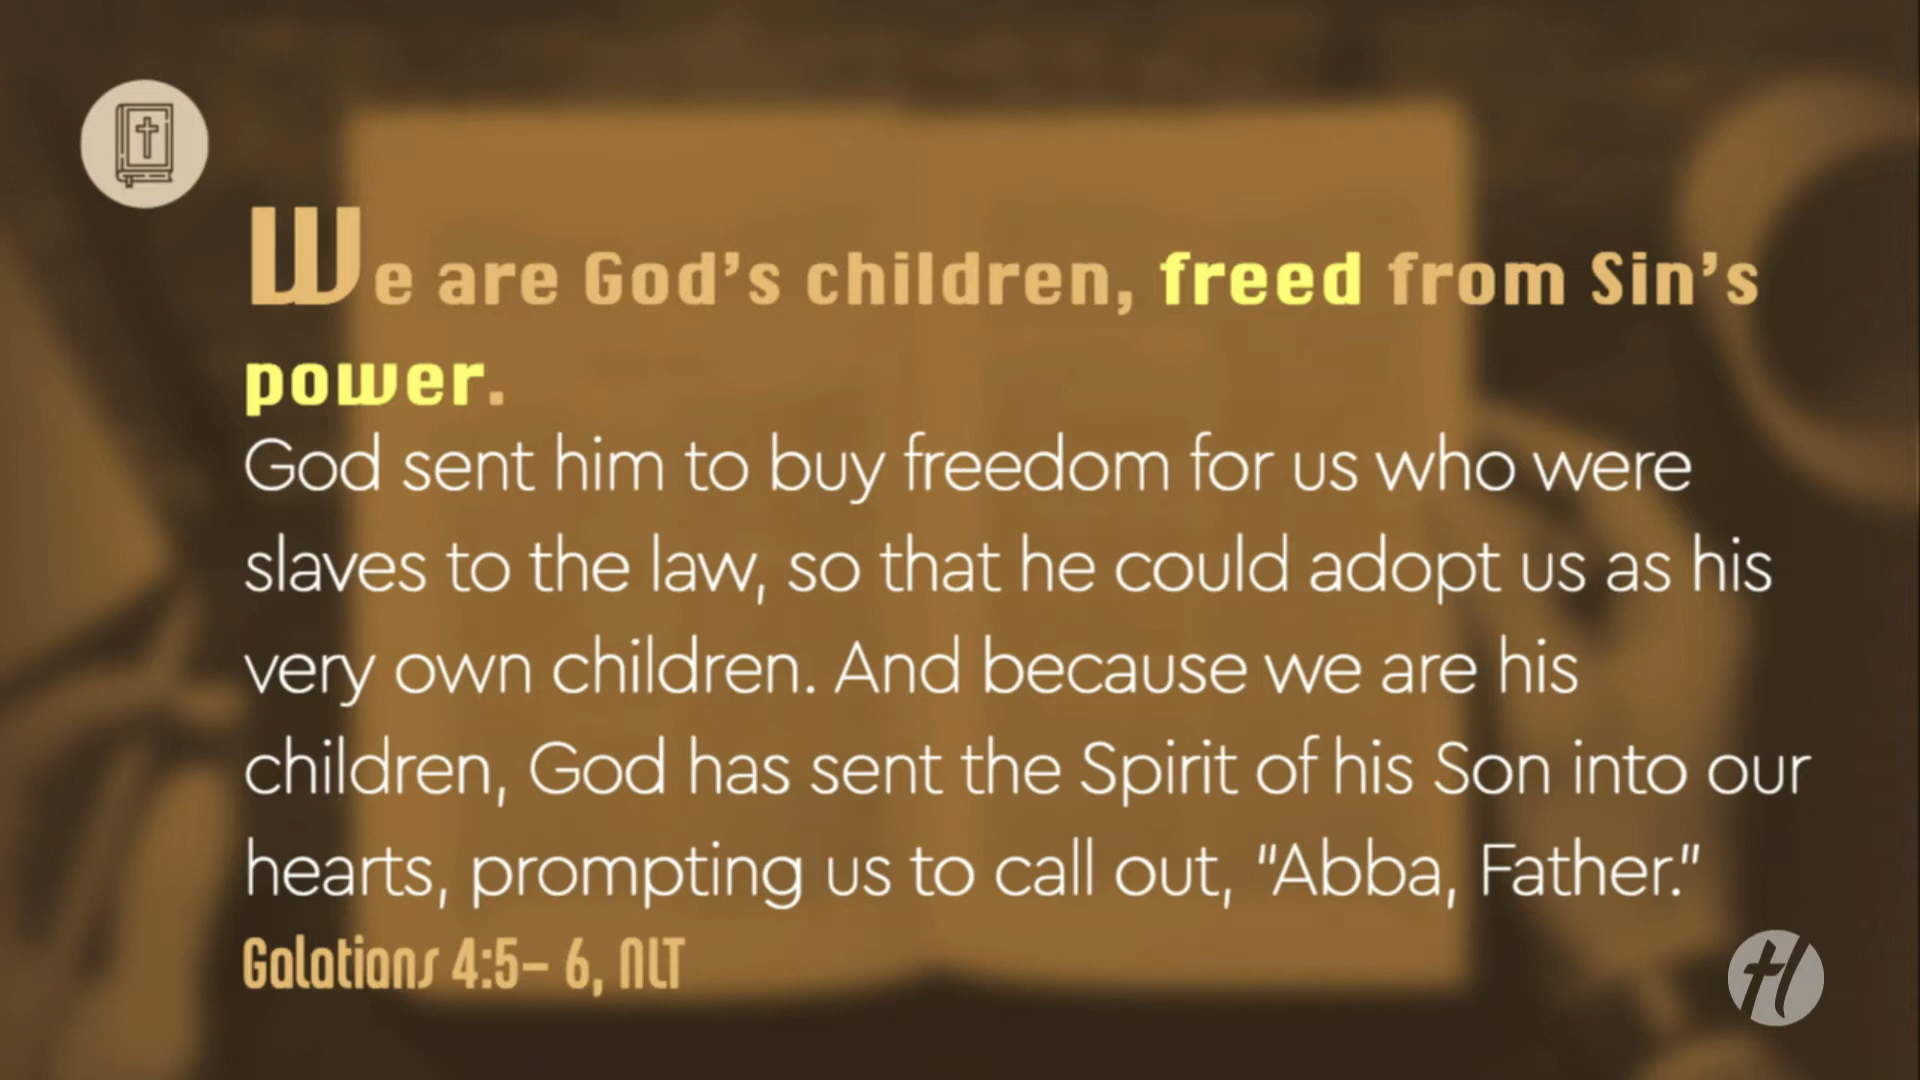 We are God's children, freed from Sin's
power.
God sent him to buy freedom for us who were
slaves to the law, so that he could adopt us as his
very own children. And because we are his
children, God has sent the Spirit of his Son into our
hearts, prompting us to call out, "Abba, Father."
Galatians 4:5– 6, NLT